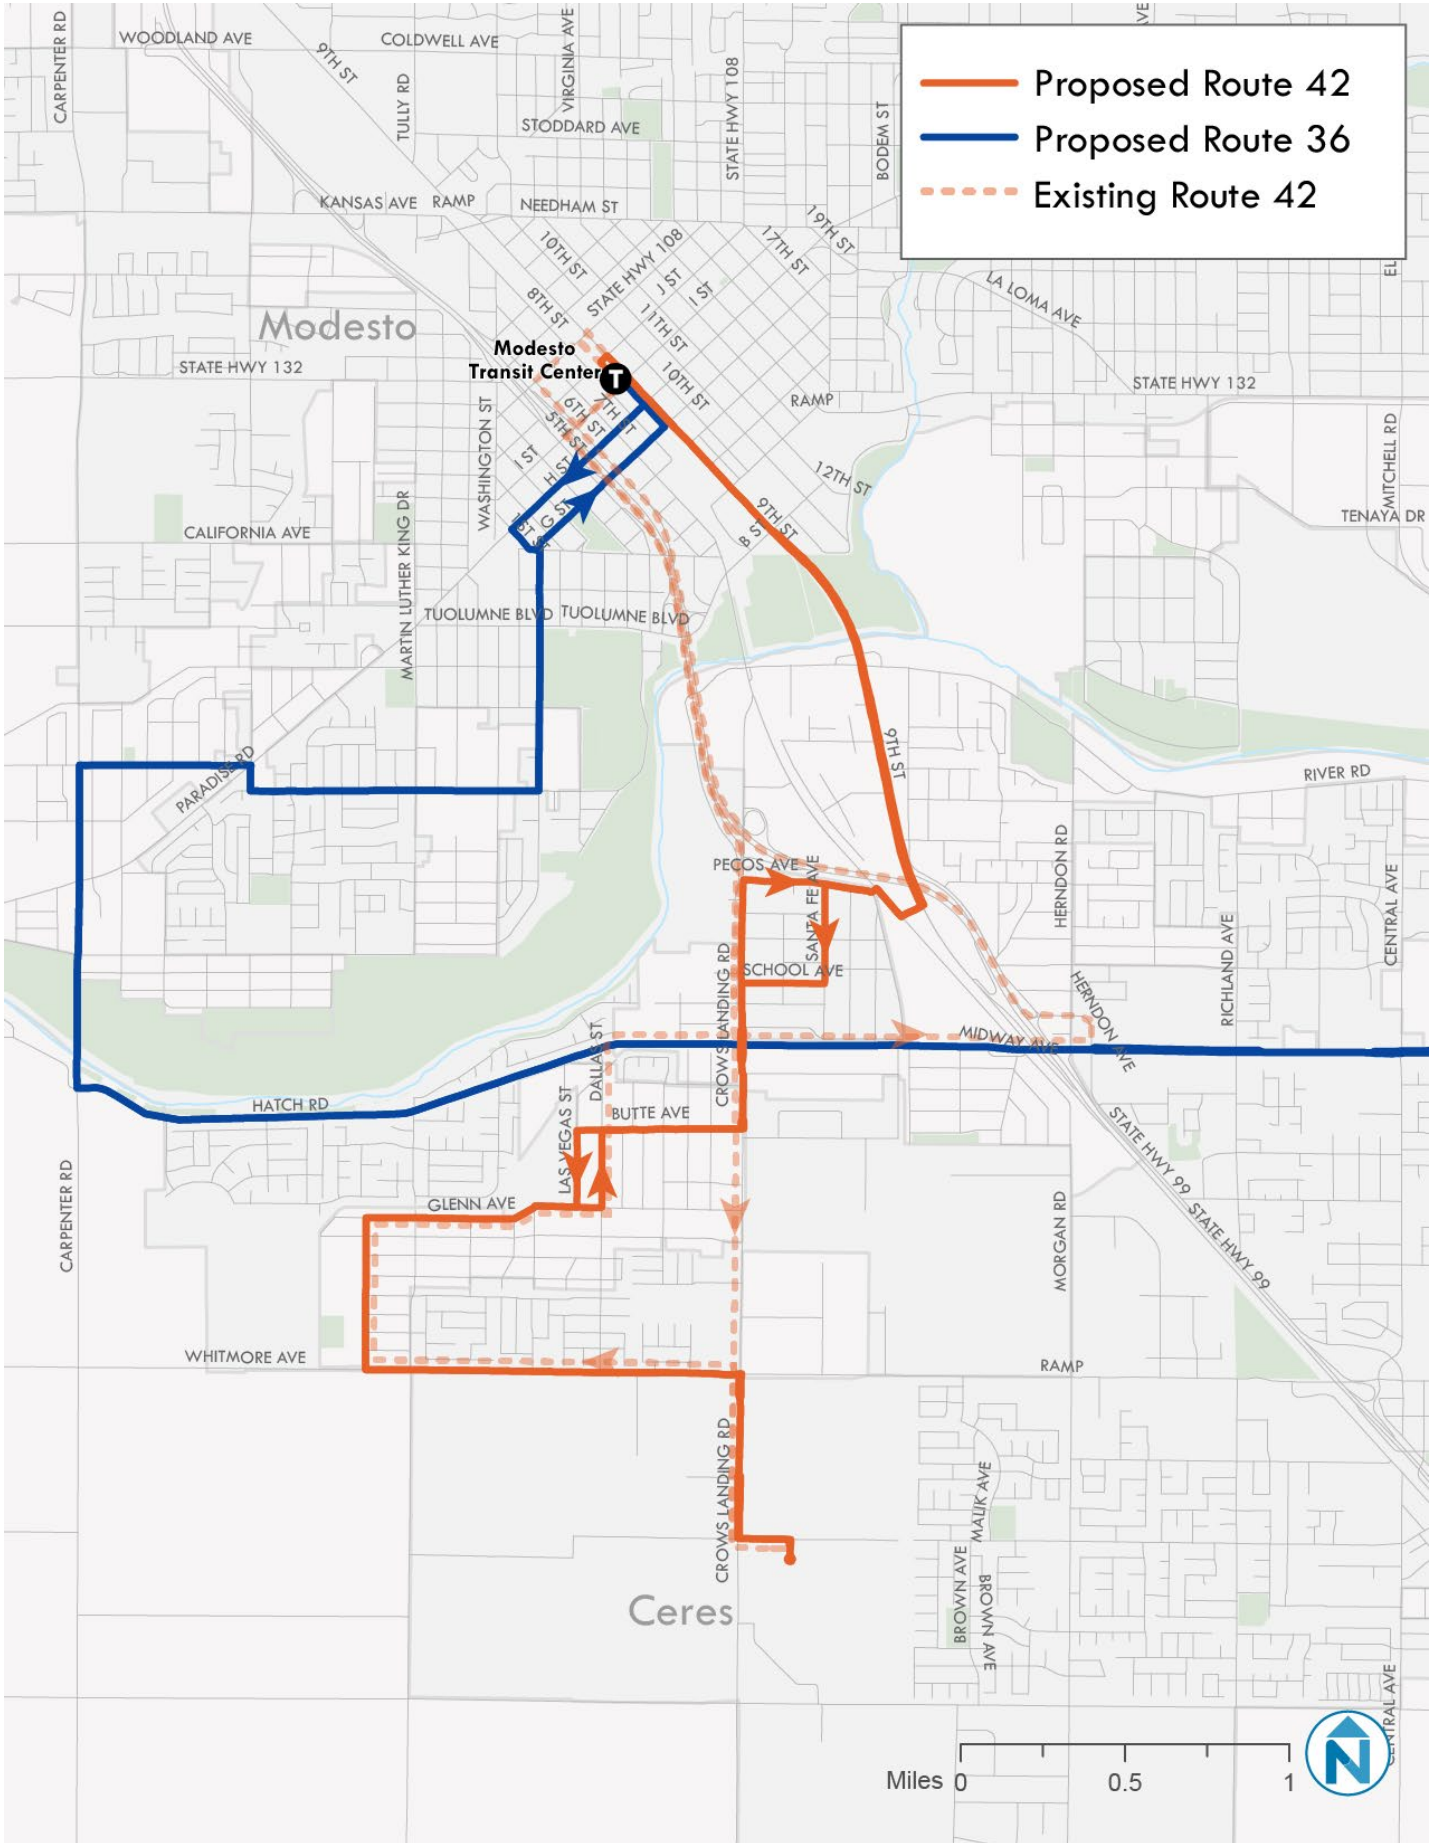 CARPENTER RD
WOODLAND AVE
9TH ST
COLDWELL AVE
TULLY RD
VIRGINIA AVE
STODDARD AVE
STATE HWY 108
BODEM ST
AVE
Proposed Route 42
Proposed Route 36
Existing Route 42
KANSAS AVE
RAMP
NEEDHAM ST
10TH ST
STATE HWY 108
J ST
I ST
17TH ST
19TH ST
LA LOMA AVE
EL
8TH ST
11TH ST
Modesto
Modesto
Transit Center
T
STATE HWY 132
10TH ST
RAMP
STATE HWY 132
7TH ST
6TH ST
5TH ST
WASHINGTON ST
I ST
H ST
G ST
1ST ST
12TH ST
9TH ST
B ST
MITCHELL RD
TENAYA DR
CALIFORNIA AVE
MARTIN LUTHER KING DR
TUOLUMNE BLVD
TUOLUMNE BLVD
9TH ST
PARADISE RD
RIVER RD
PECOS AVE
SANTA FE AVE
HERNDON RD
CENTRAL AVE
RICHLAND AVE
SCHOOL AVE
CROWS LANDING RD
HERNDON AVE
MIDWAY AVE
DALLAS ST
HATCH RD
LAS VEGAS ST
BUTTE AVE
STATE HWY 99
STATE HWY 99
CARPENTER RD
GLENN AVE
MORGAN RD
WHITMORE AVE
RAMP
CROWS LANDING RD
MALIK AVE
BROWN AVE
BROWN AVE
Ceres
CENTRAL AVE
N
Miles 0 0.5 1